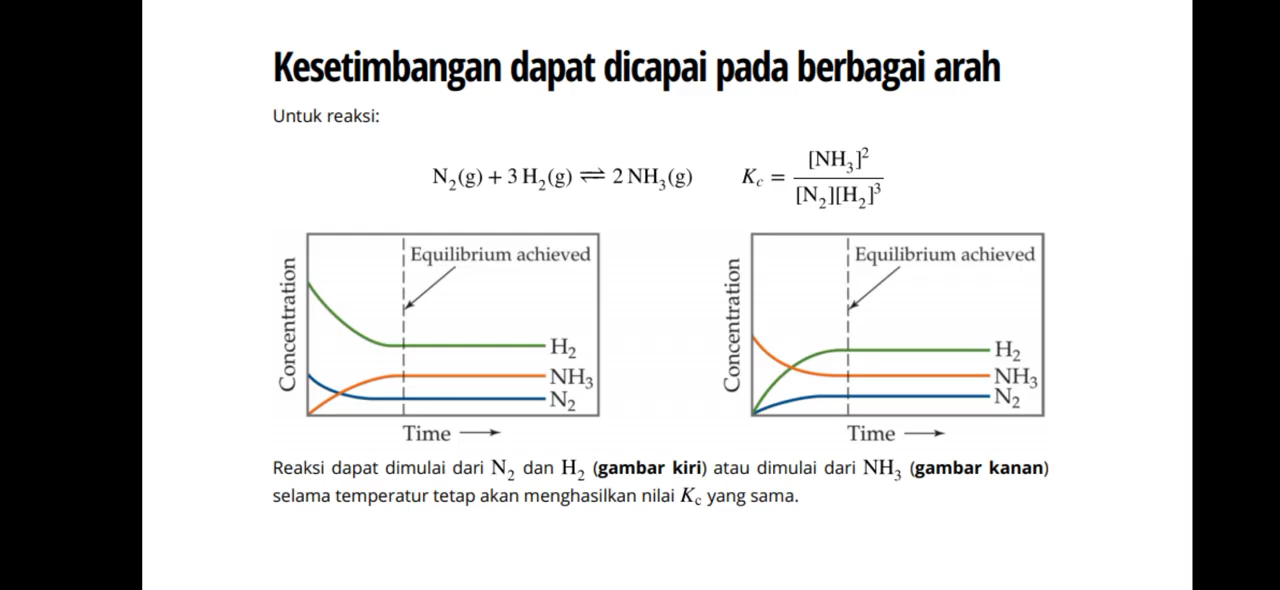 Kesetimbangan dapat dicapai pada berbagai arah
Untuk reaksi:
N₂(g) + 3 H₂(g) ⇌ 2 NH₃(g)
K꜀ = [NH₃]² / [N₂][H₂]³
Concentration
Equilibrium achieved
H₂
NH₃
N₂
Time
Concentration
Equilibrium achieved
H₂
NH₃
N₂
Time
Reaksi dapat dimulai dari N₂ dan H₂ (gambar kiri) atau dimulai dari NH₃ (gambar kanan)
selama temperatur tetap akan menghasilkan nilai K꜀ yang sama.